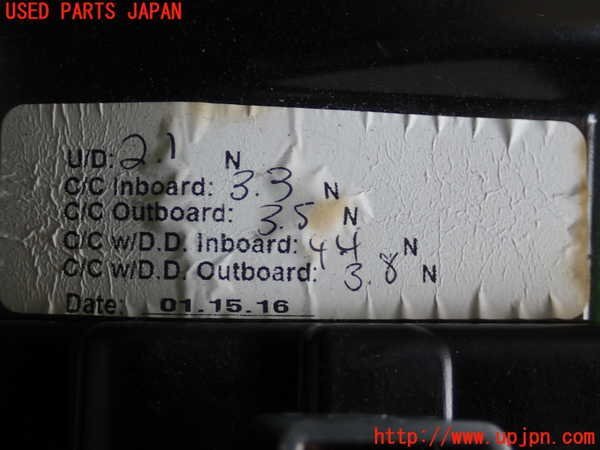 USED PARTS JAPAN
U/D: 2.1 N
C/C Inboard: 3.3 N
C/C Outboard: 3.5 N
C/C w/D.D. Inboard: 4.4 N
C/C w/D.D. Outboard: 3.8 N
Date: 01.15.16
http://www.upjpn.com/